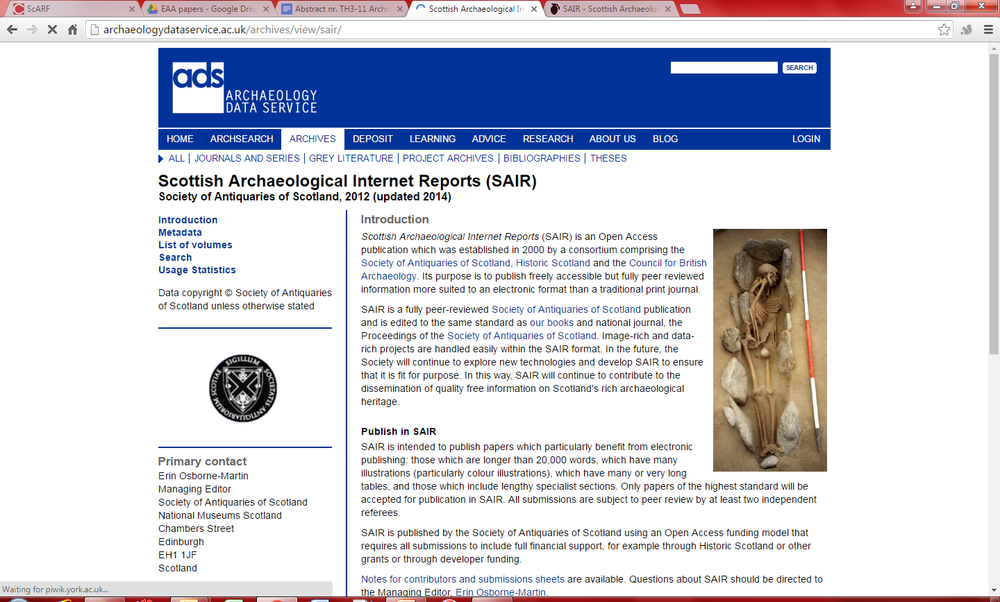 ScARF
EAA papers - Google Drive
Abstract nr. TH3-11 Archi
Scottish Archaeological In
SAIR - Scottish Archaeolo
archaeologydataservice.ac.uk/archives/view/sair/
ads
ARCHAEOLOGY
DATA SERVICE
SEARCH
HOME ARCHSEARCH ARCHIVES DEPOSIT LEARNING ADVICE RESEARCH ABOUT US BLOG LOGIN
ALL | JOURNALS AND SERIES | GREY LITERATURE | PROJECT ARCHIVES | BIBLIOGRAPHIES | THESES
Scottish Archaeological Internet Reports (SAIR)
Society of Antiquaries of Scotland, 2012 (updated 2014)
Introduction
Metadata
List of volumes
Search
Usage Statistics
Data copyright © Society of Antiquaries
of Scotland unless otherwise stated
SIGILLUM SOCIETATIS ANTIQUARIORUM SCOTIAE
Primary contact
Erin Osborne-Martin
Managing Editor
Society of Antiquaries of Scotland
National Museums Scotland
Chambers Street
Edinburgh
EH1 1JF
Scotland
Introduction
Scottish Archaeological Internet Reports (SAIR) is an Open Access
publication which was established in 2000 by a consortium comprising the
Society of Antiquaries of Scotland, Historic Scotland and the Council for British
Archaeology. Its purpose is to publish freely accessible but fully peer reviewed
information more suited to an electronic format than a traditional print journal.
SAIR is a fully peer-reviewed Society of Antiquaries of Scotland publication
and is edited to the same standard as our books and national journal, the
Proceedings of the Society of Antiquaries of Scotland. Image-rich and data-
rich projects are handled easily within the SAIR format. In the future, the
Society will continue to explore new technologies and develop SAIR to ensure
that it is fit for purpose. In this way, SAIR will continue to contribute to the
dissemination of quality free information on Scotland's rich archaeological
heritage.
Publish in SAIR
SAIR is intended to publish papers which particularly benefit from electronic
publishing: those which are longer than 20,000 words, which have many
illustrations (particularly colour illustrations), which have many or very long
tables, and those which include lengthy specialist sections. Only papers of the highest standard will be
accepted for publication in SAIR. All submissions are subject to peer review by at least two independent
referees.
SAIR is published by the Society of Antiquaries of Scotland using an Open Access funding model that
requires all submissions to include full financial support, for example through Historic Scotland or other
grants or through developer funding.
Notes for contributors and submissions sheets are available. Questions about SAIR should be directed to
the Managing Editor, Erin Osborne-Martin.
Waiting for piwik.york.ac.uk...